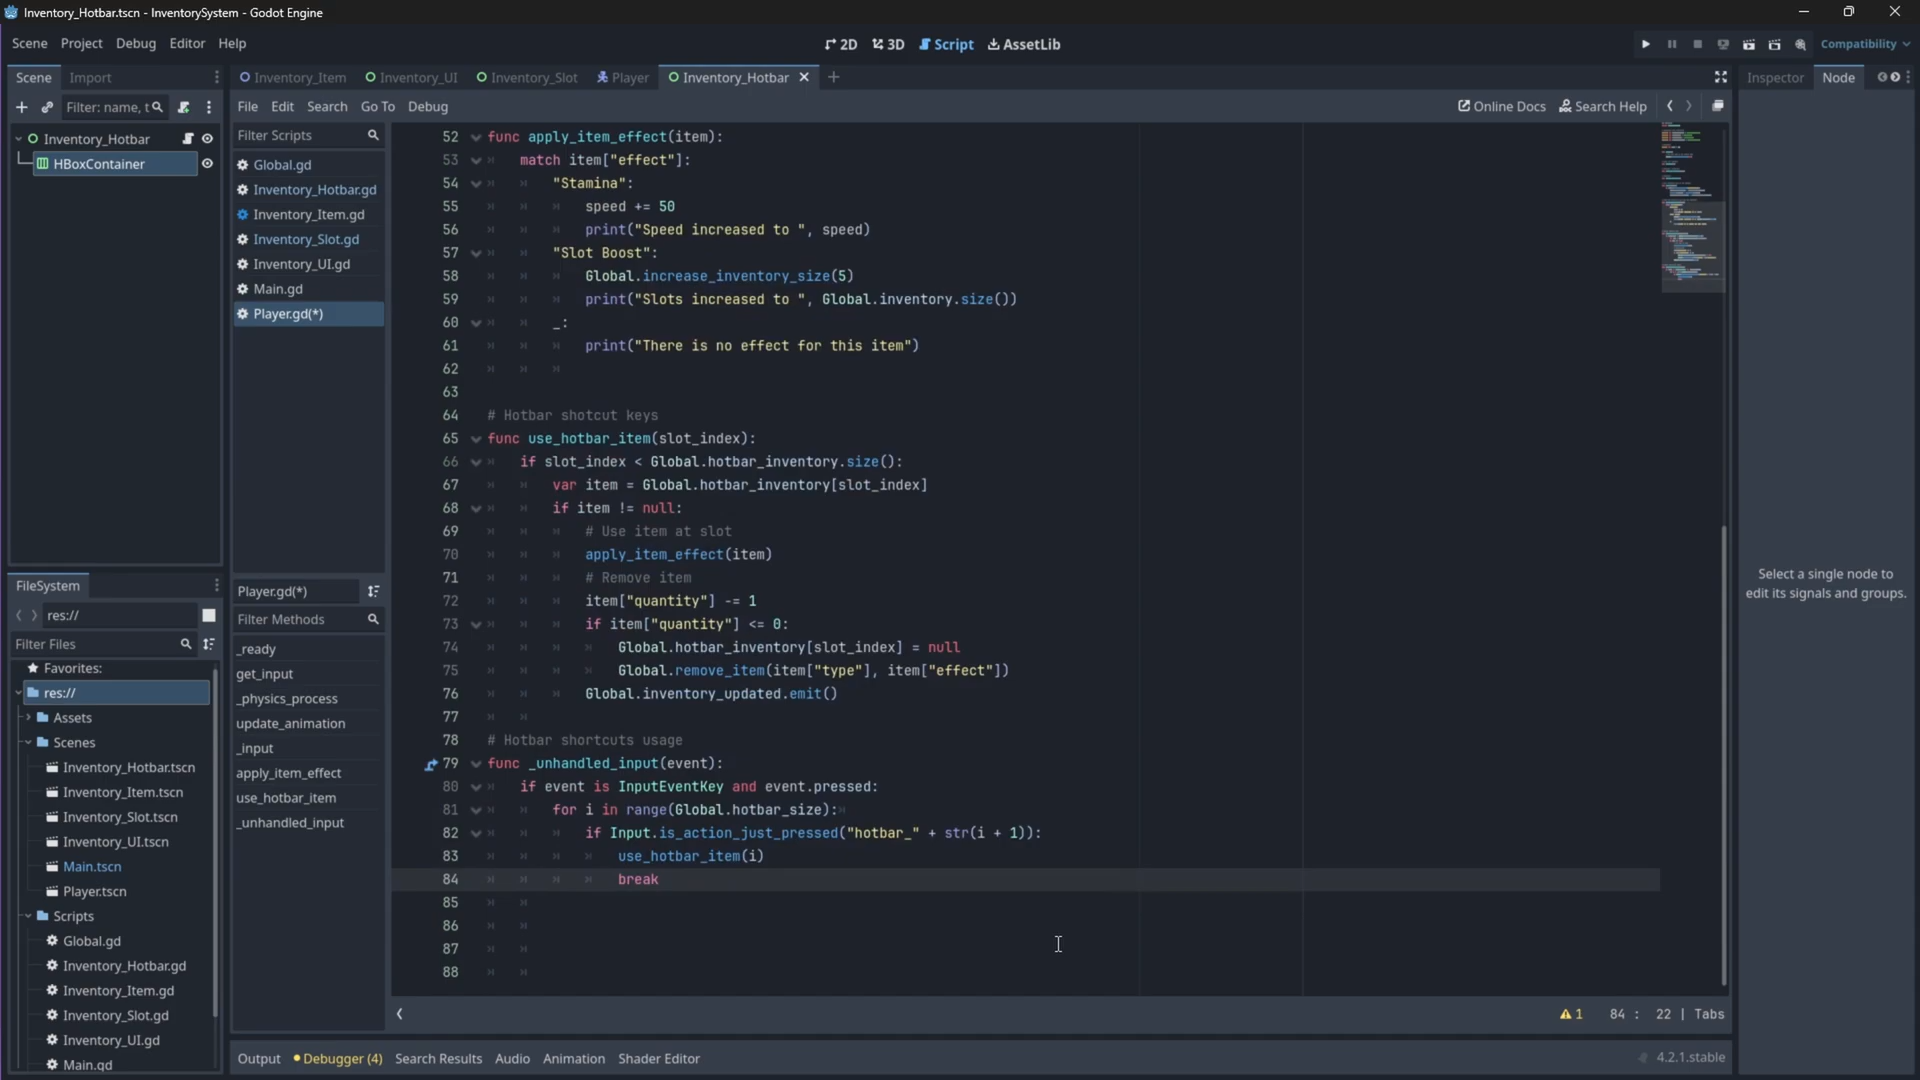 Inventory_Hotbar.tscn - InventorySystem - Godot Engine
Scene Project Debug Editor Help
2D 3D Script AssetLib
Compatibility
Scene Import
Filter: name, t
Inventory_Hotbar
HBoxContainer
Inventory_Item Inventory_UI Inventory_Slot Player Inventory_Hotbar
File Edit Search Go To Debug
Online Docs Search Help
Inspector Node
Filter Scripts
Global.gd
Inventory_Hotbar.gd
Inventory_Item.gd
Inventory_Slot.gd
Inventory_UI.gd
Main.gd
Player.gd(*)
Player.gd(*)
Filter Methods
_ready
get_input
_physics_process
update_animation
_input
apply_item_effect
use_hotbar_item
_unhandled_input
52 func apply_item_effect(item):
53 match item["effect"]:
54 "Stamina":
55 speed += 50
56 print("Speed increased to ", speed)
57 "Slot Boost":
58 Global.increase_inventory_size(5)
59 print("Slots increased to ", Global.inventory.size())
60 _:
61 print("There is no effect for this item")
62
63
64 # Hotbar shotcut keys
65 func use_hotbar_item(slot_index):
66 if slot_index < Global.hotbar_inventory.size():
67 var item = Global.hotbar_inventory[slot_index]
68 if item != null:
69 # Use item at slot
70 apply_item_effect(item)
71 # Remove item
72 item["quantity"] -= 1
73 if item["quantity"] <= 0:
74 Global.hotbar_inventory[slot_index] = null
75 Global.remove_item(item["type"], item["effect"])
76 Global.inventory_updated.emit()
77
78 # Hotbar shortcuts usage
79 func _unhandled_input(event):
80 if event is InputEventKey and event.pressed:
81 for i in range(Global.hotbar_size):
82 if Input.is_action_just_pressed("hotbar_" + str(i + 1)):
83 use_hotbar_item(i)
84 break
85
86
87
88
1 84 : 22 | Tabs
Select a single node to
edit its signals and groups.
FileSystem
res://
Filter Files
Favorites:
res://
Assets
Scenes
Inventory_Hotbar.tscn
Inventory_Item.tscn
Inventory_Slot.tscn
Inventory_UI.tscn
Main.tscn
Player.tscn
Scripts
Global.gd
Inventory_Hotbar.gd
Inventory_Item.gd
Inventory_Slot.gd
Inventory_UI.gd
Main.gd
Output Debugger (4) Search Results Audio Animation Shader Editor
4.2.1.stable